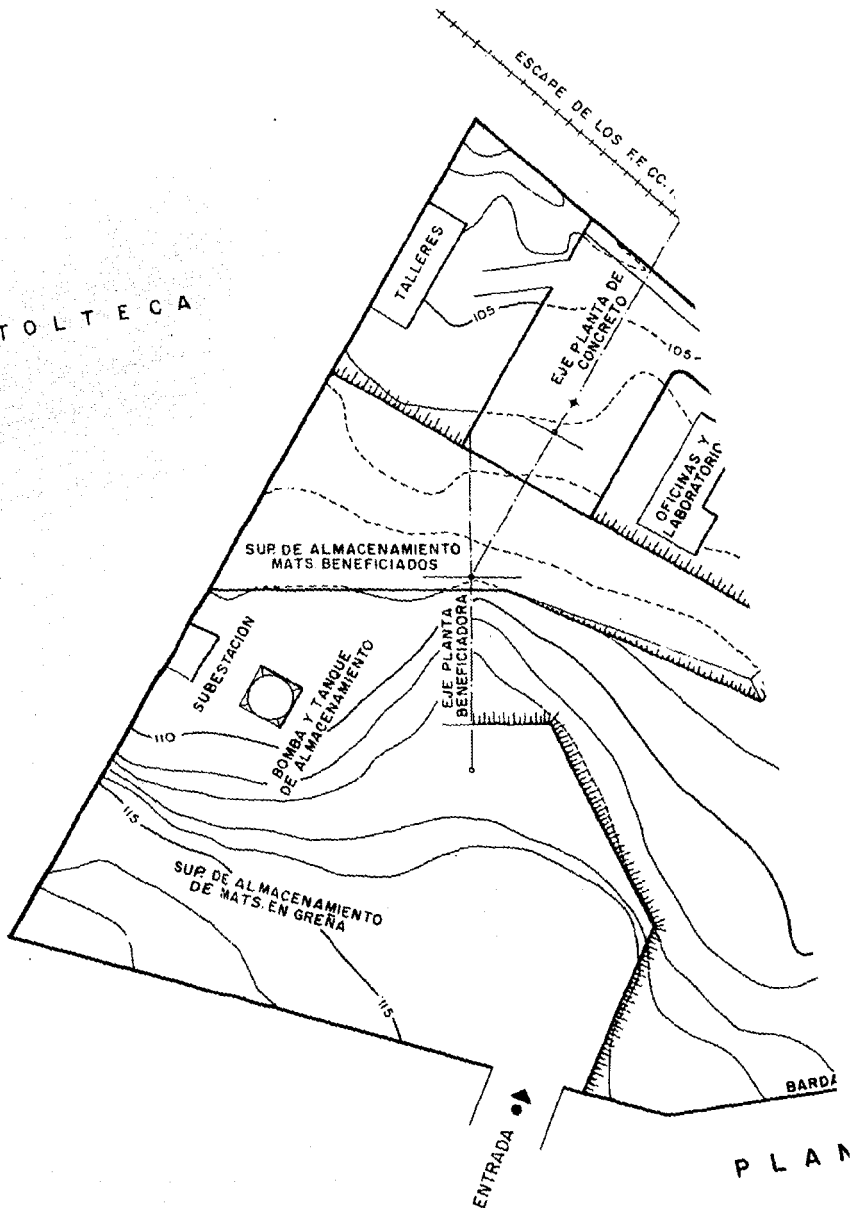 ESCAPE DE LOS F.F. CC.
TOLTECA
TALLERES
105
EJE PLANTA DE
CONCRETO
105
OFICINAS Y
LABORATORIO
SUP. DE ALMACENAMIENTO
MATS. BENEFICIADOS
SUBESTACION
BOMBA Y TANQUE
DE ALMACENAMIENTO
EJE PLANTA
BENEFICIADORA
110
115
SUP. DE ALMACENAMIENTO
DE MATS. EN GREÑA
115
ENTRADA
BARDA
PLAN